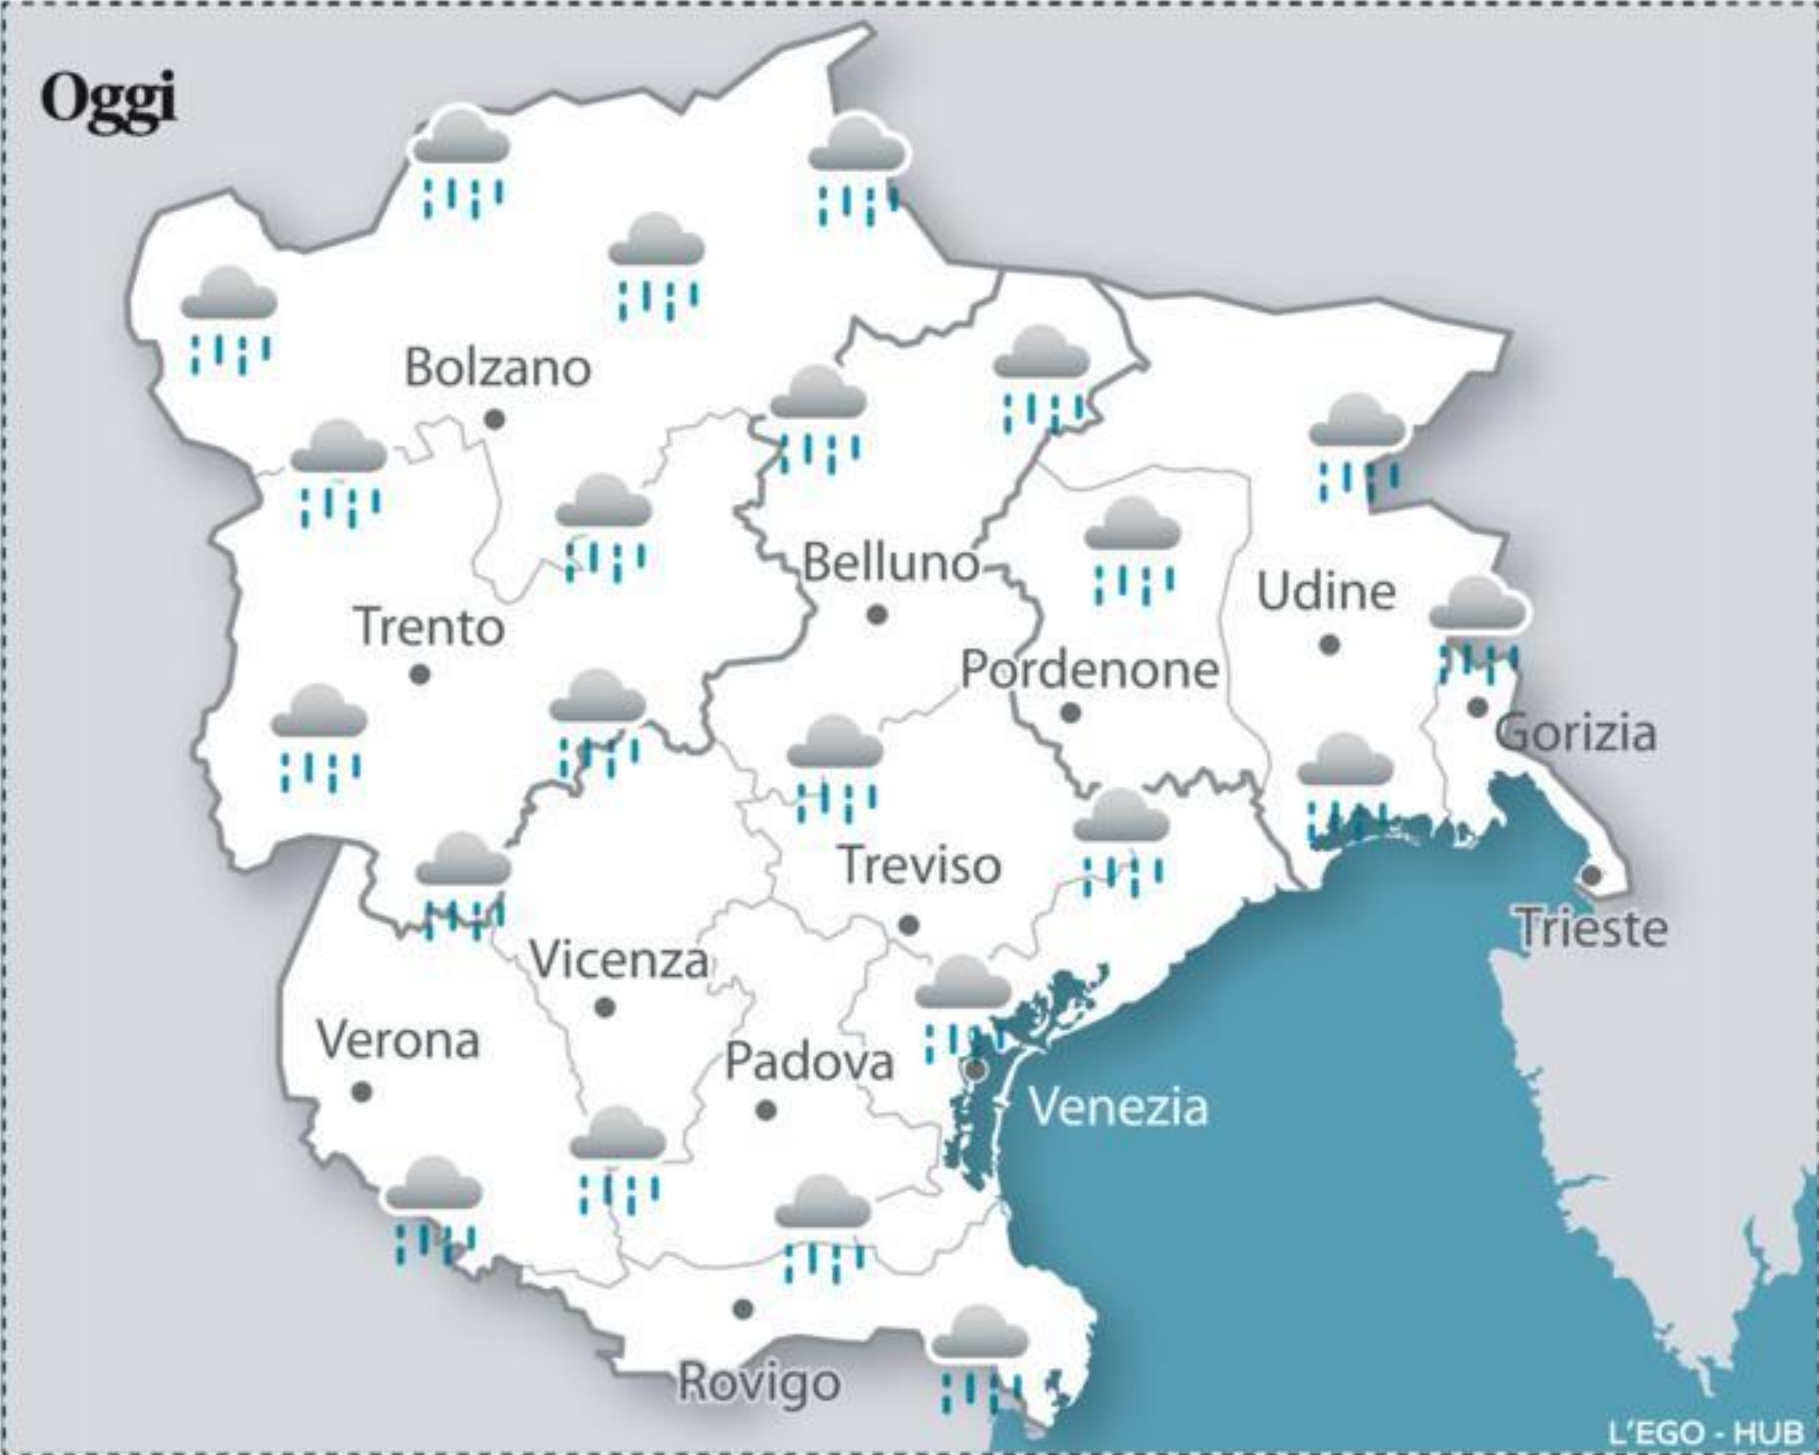 Oggi
Bolzano
Belluno
Udine
Trento
Pordenone
Gorizia
Treviso
Trieste
Vicenza
Verona
Padova
Venezia
Rovigo
L'EGO - HUB